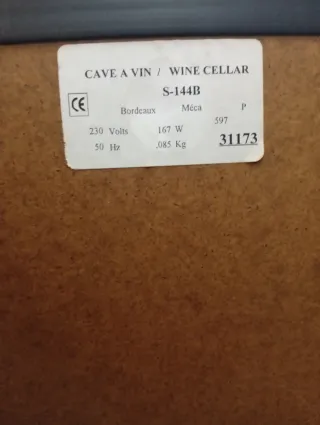 CAVE A VIN / WINE CELLAR
S-144B
CE
Bordeaux Méca P
597
230 Volts 167 W
50 Hz ,085 Kg 31173